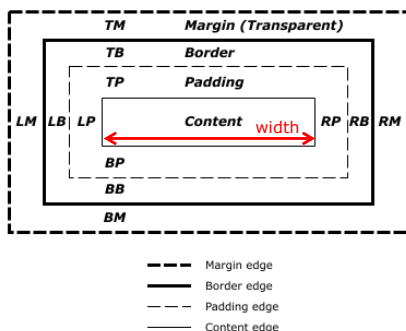 TM Margin (Transparent)
TB Border
TP Padding
LM LB LP Content width RP RB RM
BP
BB
BM
Margin edge
Border edge
Padding edge
Content edge